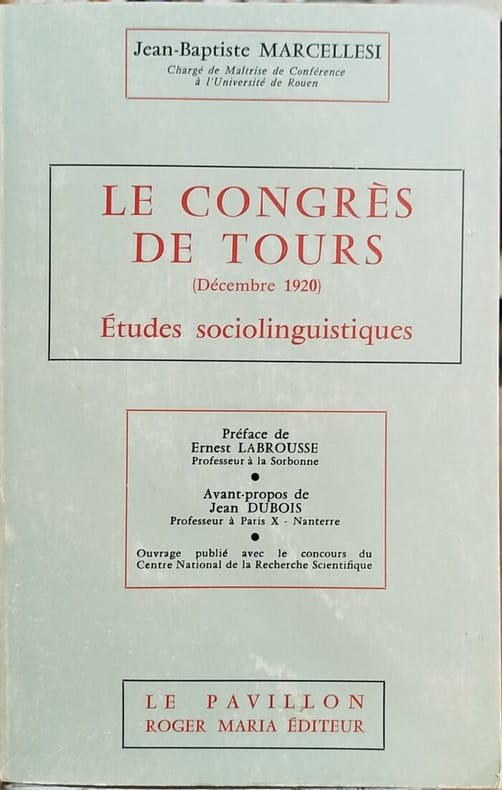 Jean-Baptiste MARCELLESI
Chargé de Maîtrise de Conférence
à l'Université de Rouen
LE CONGRÈS
DE TOURS
(Décembre 1920)
Études sociolinguistiques
Préface de
Ernest LABROUSSE
Professeur à la Sorbonne
●
Avant-propos de
Jean DUBOIS
Professeur à Paris X - Nanterre
●
Ouvrage publié avec le concours du
Centre National de la Recherche Scientifique
LE PAVILLON
ROGER MARIA ÉDITEUR